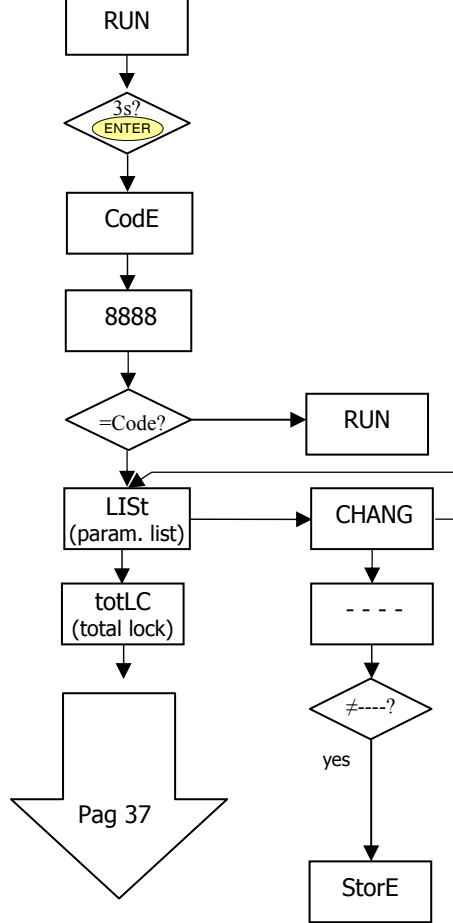 RUN
3s?
ENTER
CodE
8888
=Code?
RUN
LISt
(param. list)
CHANG
totLC
(total lock)
- - - -
≠----?
yes
Pag 37
StorE